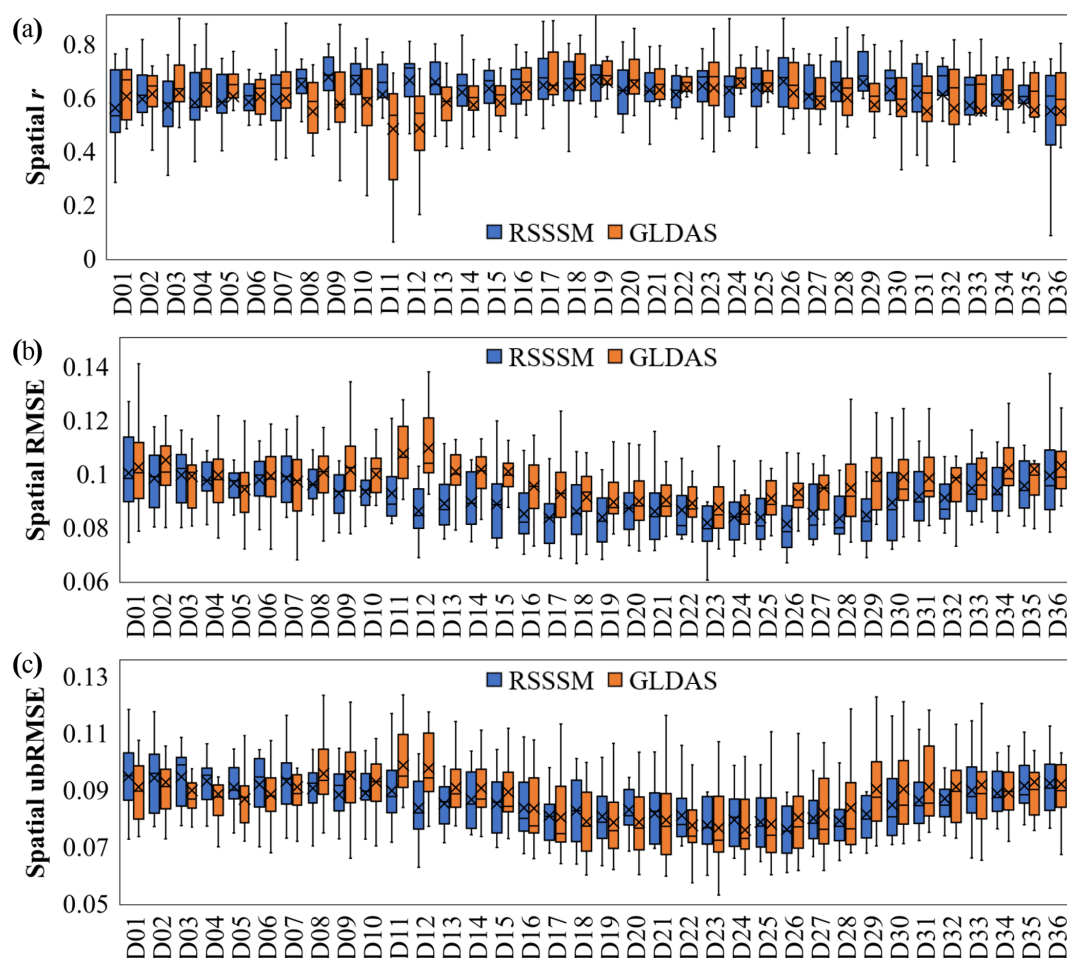 (a)
Spatial r
0.8
0.6
0.4
0.2
0
RSSSM GLDAS
D01 D02 D03 D04 D05 D06 D07 D08 D09 D10 D11 D12 D13 D14 D15 D16 D17 D18 D19 D20 D21 D22 D23 D24 D25 D26 D27 D28 D29 D30 D31 D32 D33 D34 D35 D36
(b)
Spatial RMSE
0.14
0.12
0.1
0.08
0.06
RSSSM GLDAS
D01 D02 D03 D04 D05 D06 D07 D08 D09 D10 D11 D12 D13 D14 D15 D16 D17 D18 D19 D20 D21 D22 D23 D24 D25 D26 D27 D28 D29 D30 D31 D32 D33 D34 D35 D36
(c)
Spatial ubRMSE
0.13
0.11
0.09
0.07
0.05
RSSSM GLDAS
D01 D02 D03 D04 D05 D06 D07 D08 D09 D10 D11 D12 D13 D14 D15 D16 D17 D18 D19 D20 D21 D22 D23 D24 D25 D26 D27 D28 D29 D30 D31 D32 D33 D34 D35 D36